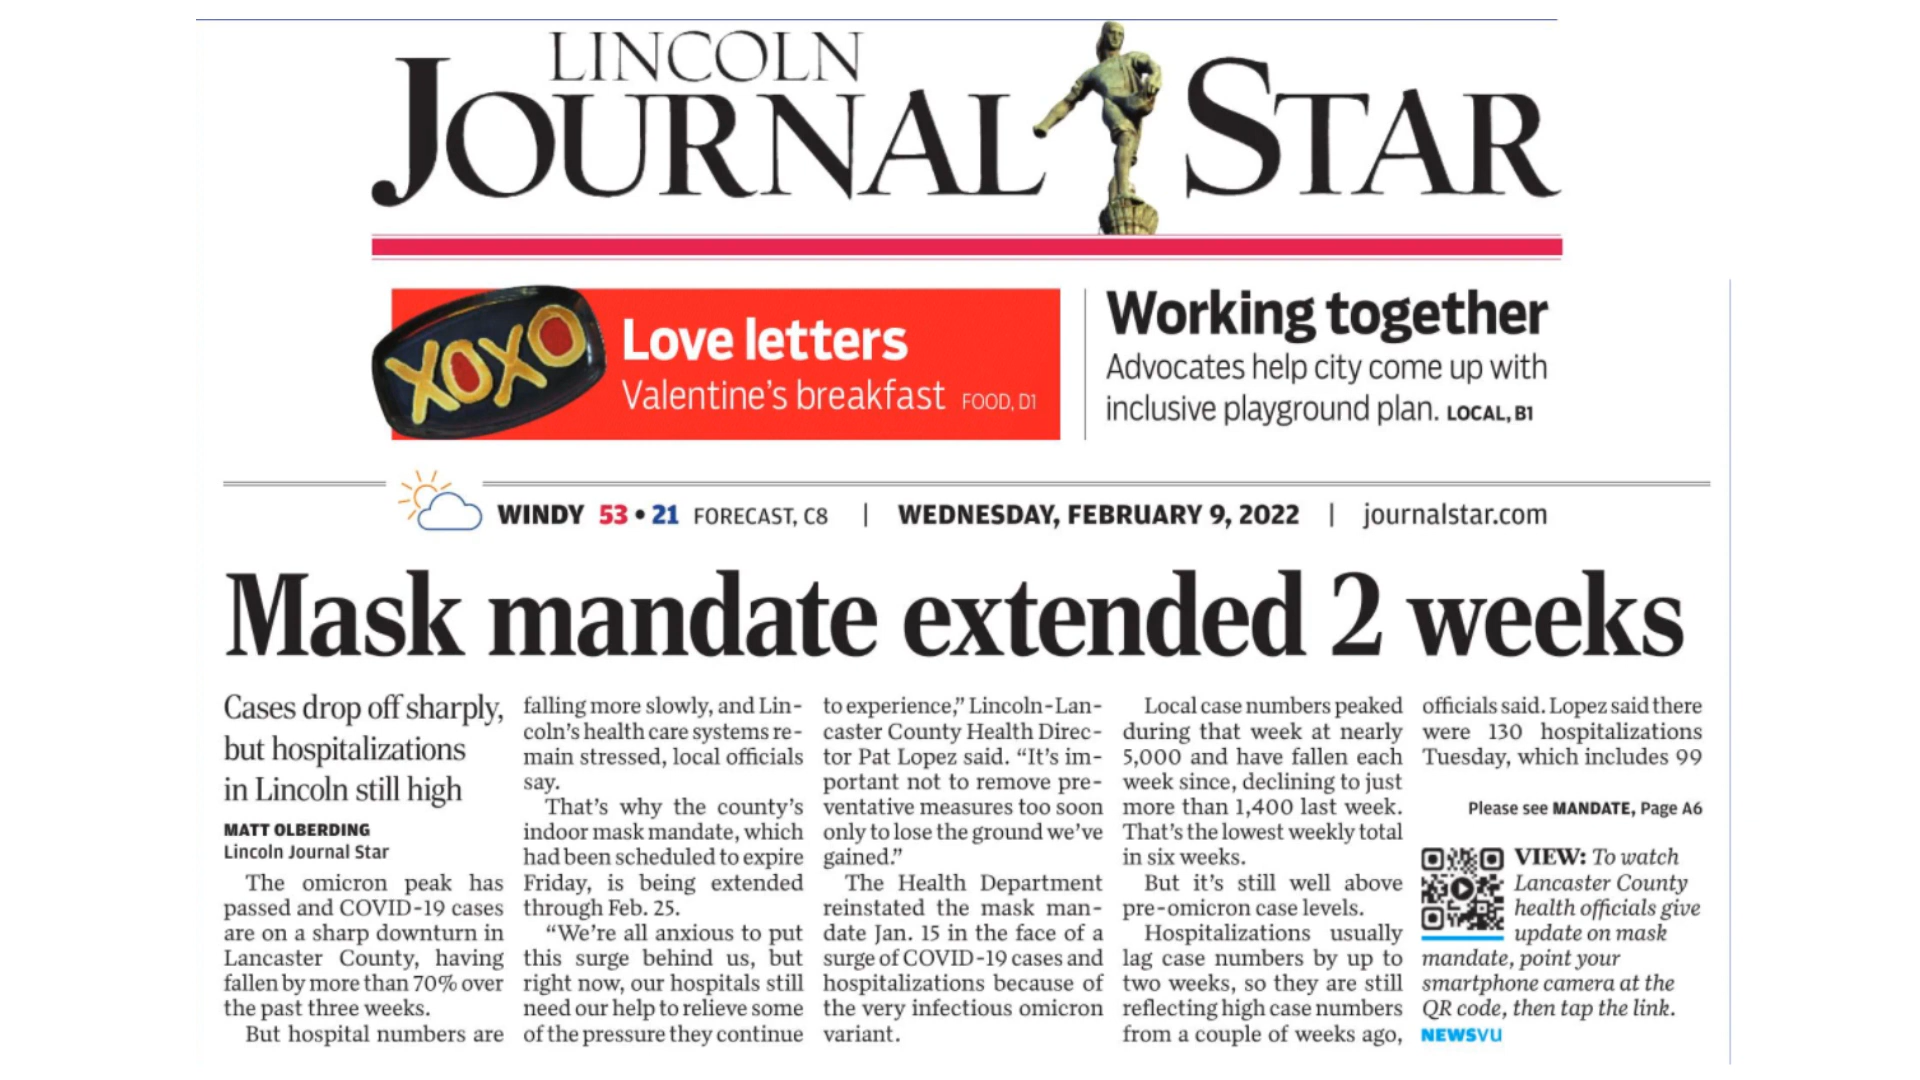 LINCOLN
JOURNAL STAR
XOXO
Love letters
Valentine's breakfast FOOD, D1
Working together
Advocates help city come up with
inclusive playground plan. LOCAL, B1
WINDY 53 • 21 FORECAST, C8 | WEDNESDAY, FEBRUARY 9, 2022 | journalstar.com
Mask mandate extended 2 weeks
Cases drop off sharply,
but hospitalizations
in Lincoln still high
MATT OLBERDING
Lincoln Journal Star
The omicron peak has
passed and COVID-19 cases
are on a sharp downturn in
Lancaster County, having
fallen by more than 70% over
the past three weeks.
But hospital numbers are
falling more slowly, and Lin-
coln's health care systems re-
main stressed, local officials
say.
That's why the county's
indoor mask mandate, which
had been scheduled to expire
Friday, is being extended
through Feb. 25.
“We're all anxious to put
this surge behind us, but
right now, our hospitals still
need our help to relieve some
of the pressure they continue
to experience,” Lincoln-Lan-
caster County Health Direc-
tor Pat Lopez said. “It's im-
portant not to remove pre-
ventative measures too soon
only to lose the ground we've
gained.”
The Health Department
reinstated the mask man-
date Jan. 15 in the face of a
surge of COVID-19 cases and
hospitalizations because of
the very infectious omicron
variant.
Local case numbers peaked
during that week at nearly
5,000 and have fallen each
week since, declining to just
more than 1,400 last week.
That's the lowest weekly total
in six weeks.
But it's still well above
pre-omicron case levels.
Hospitalizations usually
lag case numbers by up to
two weeks, so they are still
reflecting high case numbers
from a couple of weeks ago,
officials said. Lopez said there
were 130 hospitalizations
Tuesday, which includes 99
Please see MANDATE, Page A6
VIEW: To watch
Lancaster County
health officials give
update on mask
mandate, point your
smartphone camera at the
QR code, then tap the link.
NEWSVU